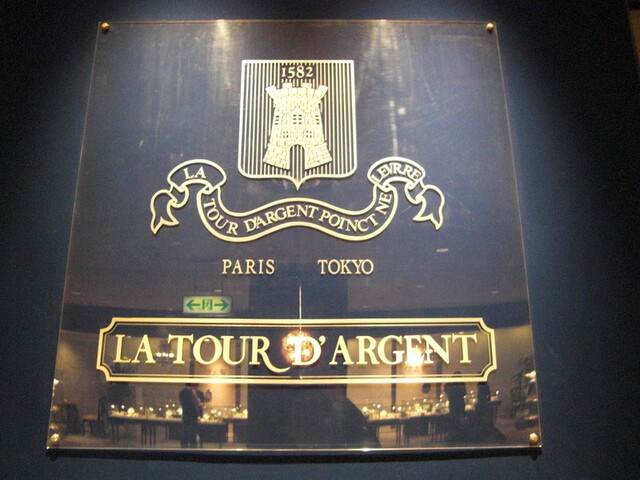 1582
LA TOUR D'ARGENT POINCT NE LEVRRE
PARIS TOKYO
LA TOUR D'ARGENT